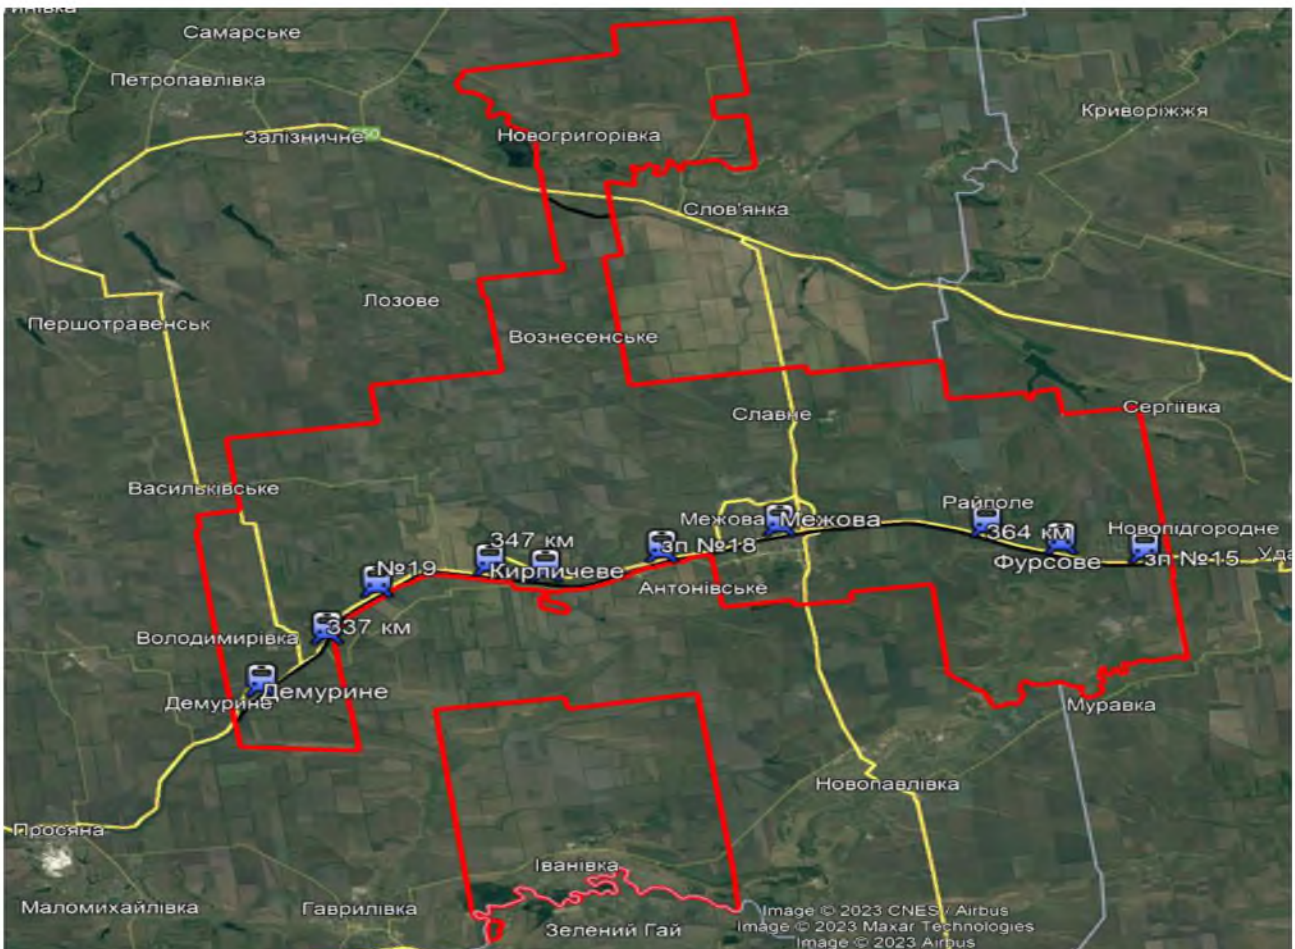 Самарське
Петропавлівка
Криворіжжя
Залізничне
Новогригорівка
Слов'янка
Лозове
Першотравенськ
Вознесенське
Славне
Сергіївка
Васильківське
Райполе
Межова
Межова
347 км
зп №18
364 км
Новопідгородне
№19
Кирпичеве
Фурсове
зп №15
Уда
Антонівське
Володимирівка
337 км
Демурине
Демурине
Муравка
Новопавлівка
Просяна
Іванівка
Маломихайлівка
Гаврилівка
Зелений Гай
Image © 2023 CNES / Airbus
Image © 2023 Maxar Technologies
Image © 2023 Airbus